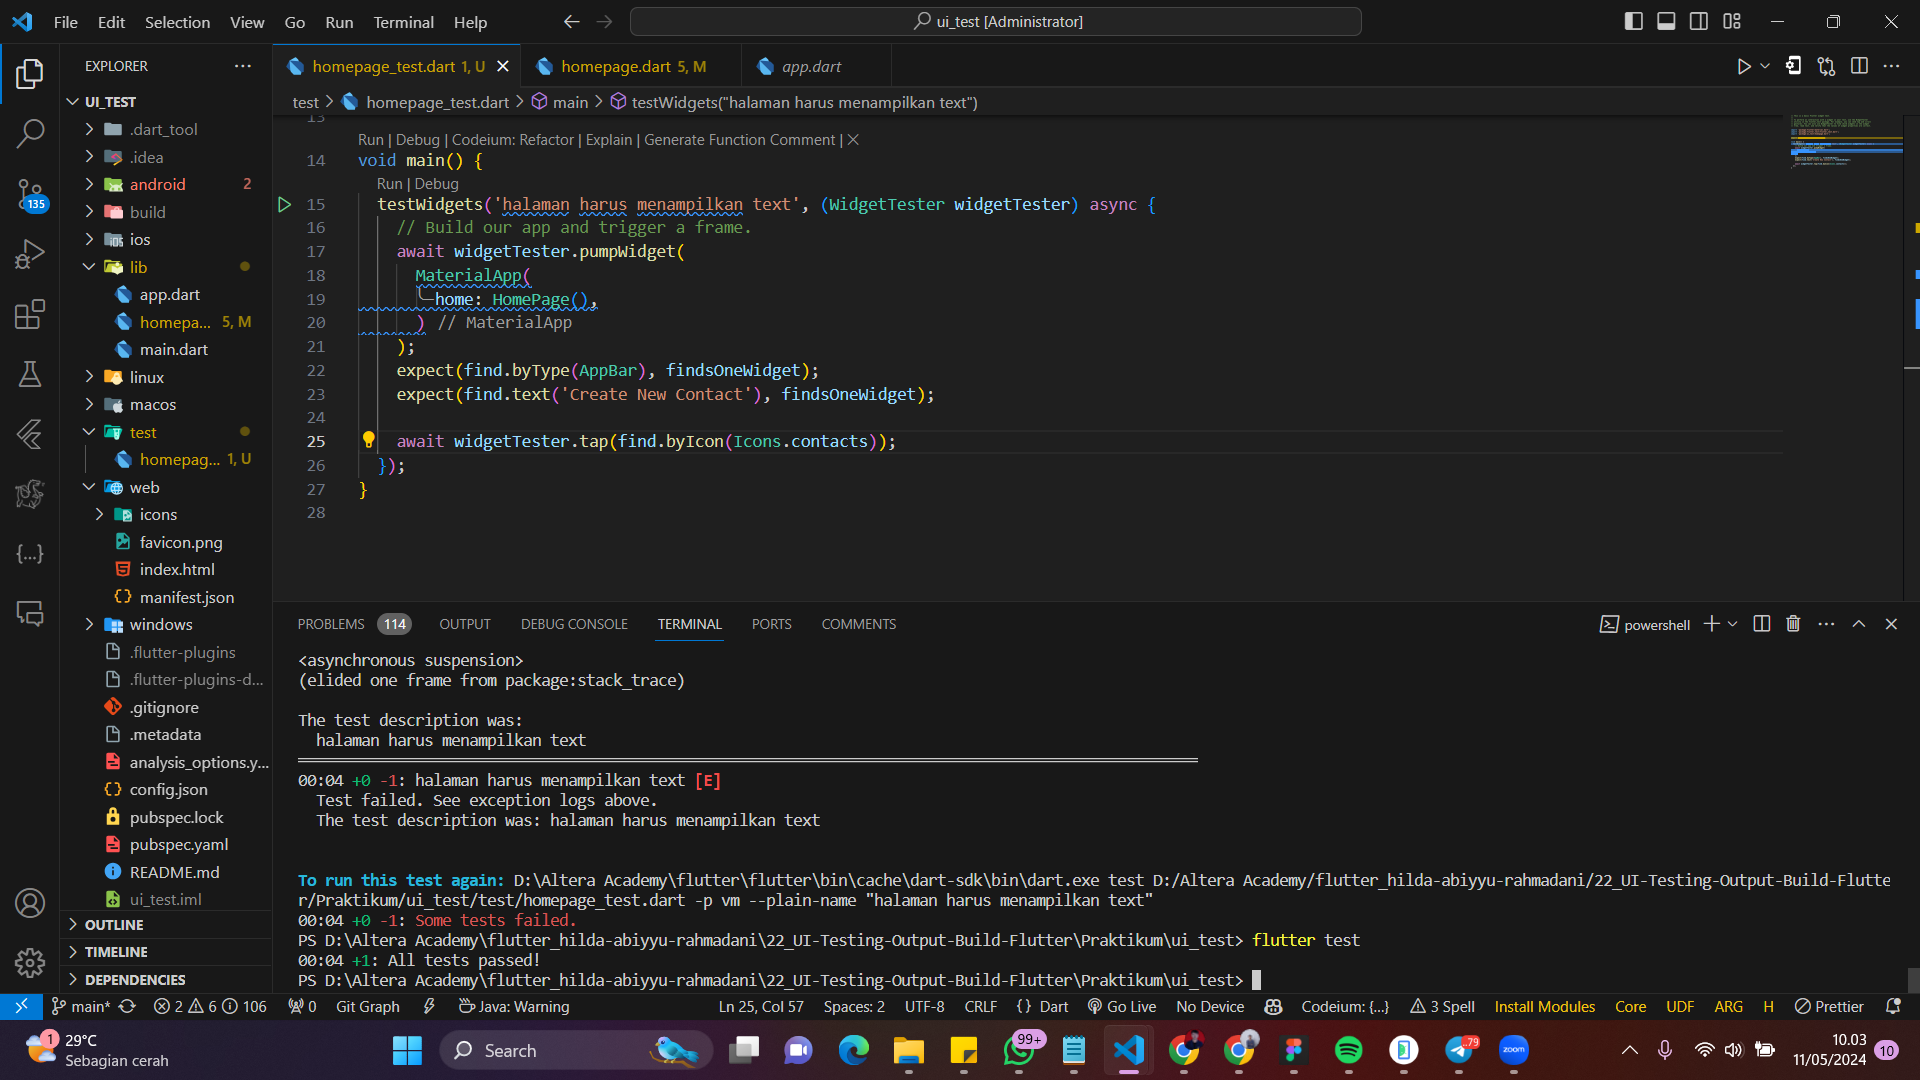 File Edit Selection View Go Run Terminal Help
ui_test [Administrator]
EXPLORER
homepage_test.dart 1, U
homepage.dart 5, M
app.dart
test > homepage_test.dart > main > testWidgets("halaman harus menampilkan text")
UI_TEST
.dart_tool
.idea
android 2
build
ios
lib
app.dart
homepa... 5, M
main.dart
linux
macos
test
homepag... 1, U
web
icons
favicon.png
index.html
manifest.json
windows
.flutter-plugins
.flutter-plugins-d...
.gitignore
.metadata
analysis_options.y...
config.json
pubspec.lock
pubspec.yaml
README.md
ui_test.iml
OUTLINE
TIMELINE
DEPENDENCIES
135
13
Run | Debug | Codeium: Refactor | Explain | Generate Function Comment | X
14 void main() {
Run | Debug
15 testWidgets('halaman harus menampilkan text', (WidgetTester widgetTester) async {
16 // Build our app and trigger a frame.
17 await widgetTester.pumpWidget(
18 MaterialApp(
19 home: HomePage(),
20 ) // MaterialApp
21 );
22 expect(find.byType(AppBar), findsOneWidget);
23 expect(find.text('Create New Contact'), findsOneWidget);
24
25 await widgetTester.tap(find.byIcon(Icons.contacts));
26 });
27 }
28
PROBLEMS 114 OUTPUT DEBUG CONSOLE TERMINAL PORTS COMMENTS
powershell
<asynchronous suspension>
(elided one frame from package:stack_trace)
The test description was:
halaman harus menampilkan text
00:04 +0 -1: halaman harus menampilkan text [E]
Test failed. See exception logs above.
The test description was: halaman harus menampilkan text
To run this test again: D:\Altera Academy\flutter\flutter\bin\cache\dart-sdk\bin\dart.exe test D:/Altera Academy/flutter_hilda-abiyyu-rahmadani/22_UI-Testing-Output-Build-Flutte
r/Praktikum/ui_test/test/homepage_test.dart -p vm --plain-name "halaman harus menampilkan text"
00:04 +0 -1: Some tests failed.
PS D:\Altera Academy\flutter_hilda-abiyyu-rahmadani\22_UI-Testing-Output-Build-Flutter\Praktikum\ui_test> flutter test
00:04 +1: All tests passed!
PS D:\Altera Academy\flutter_hilda-abiyyu-rahmadani\22_UI-Testing-Output-Build-Flutter\Praktikum\ui_test>
main* 2 6 106 0 Git Graph Java: Warning Ln 25, Col 57 Spaces: 2 UTF-8 CRLF {} Dart Go Live No Device Codeium: {...} 3 Spell Install Modules Core UDF ARG H Prettier
1
29°C
Sebagian cerah
Search
99+
79
zoom
10.03
11/05/2024
10